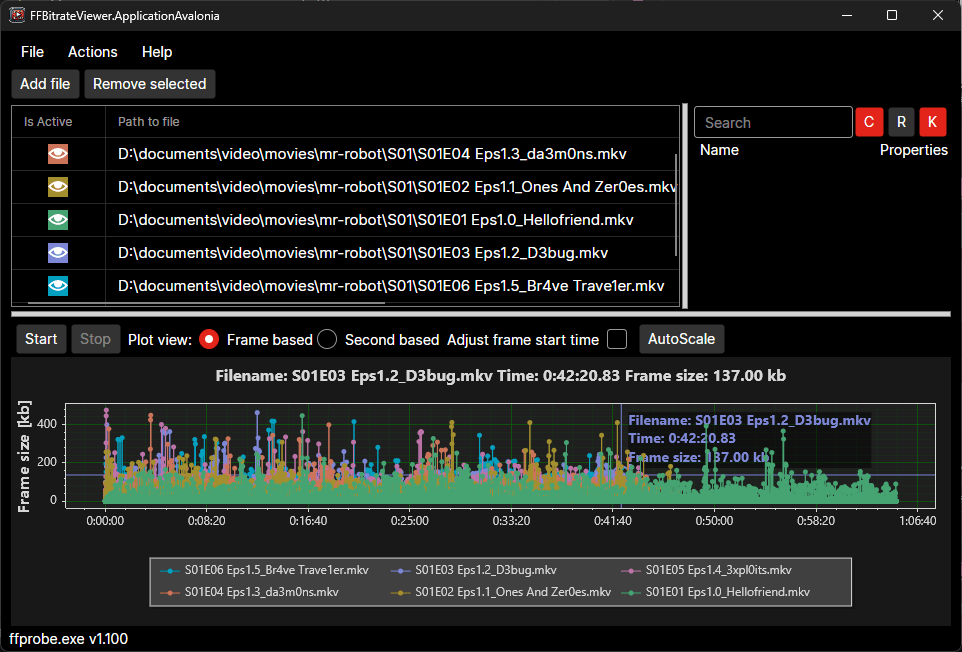 FFBitrateViewer.ApplicationAvalonia
File Actions Help
Add file Remove selected
Is Active Path to file
D:\documents\video\movies\mr-robot\S01\S01E04 Eps1.3_da3m0ns.mkv
D:\documents\video\movies\mr-robot\S01\S01E02 Eps1.1_Ones And Zer0es.mkv
D:\documents\video\movies\mr-robot\S01\S01E01 Eps1.0_Hellofriend.mkv
D:\documents\video\movies\mr-robot\S01\S01E03 Eps1.2_D3bug.mkv
D:\documents\video\movies\mr-robot\S01\S01E06 Eps1.5_Br4ve Trave1er.mkv
Search C R K
Name Properties
Start Stop Plot view: Frame based Second based Adjust frame start time AutoScale
Filename: S01E03 Eps1.2_D3bug.mkv Time: 0:42:20.83 Frame size: 137.00 kb
Frame size [kb]
400
200
0
Filename: S01E03 Eps1.2_D3bug.mkv
Time: 0:42:20.83
Frame size: 137.00 kb
0:00:00 0:08:20 0:16:40 0:25:00 0:33:20 0:41:40 0:50:00 0:58:20 1:06:40
S01E06 Eps1.5_Br4ve Trave1er.mkv S01E03 Eps1.2_D3bug.mkv S01E05 Eps1.4_3xpl0its.mkv
S01E04 Eps1.3_da3m0ns.mkv S01E02 Eps1.1_Ones And Zer0es.mkv S01E01 Eps1.0_Hellofriend.mkv
ffprobe.exe v1.100